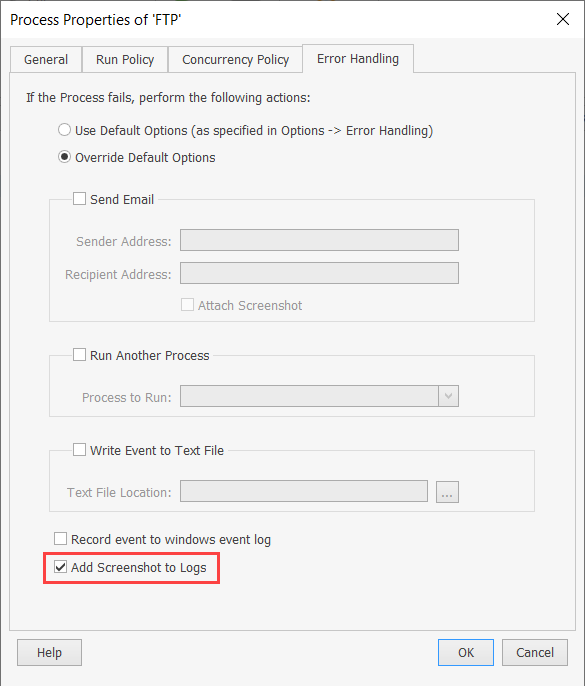 Process Properties of 'FTP'
General Run Policy Concurrency Policy Error Handling
If the Process fails, perform the following actions:
Use Default Options (as specified in Options -> Error Handling)
Override Default Options
Send Email
Sender Address:
Recipient Address:
Attach Screenshot
Run Another Process
Process to Run:
Write Event to Text File
Text File Location: ...
Record event to windows event log
Add Screenshot to Logs
Help OK Cancel